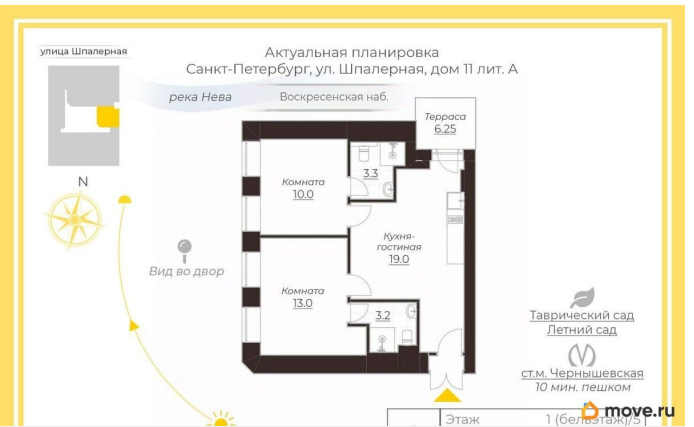 улица Шпалерная
Актуальная планировка
Санкт-Петербург, ул. Шпалерная, дом 11 лит. А
река Нева
Воскресенская наб.
Терраса
6.25
N
Комната
10.0
3.3
Кухня-
гостиная
19.0
Вид во двор
Комната
13.0
3.2
Таврический сад
Летний сад
ст.м. Чернышевская
10 мин. пешком
Этаж
1 (бельэтаж)/5
move.ru